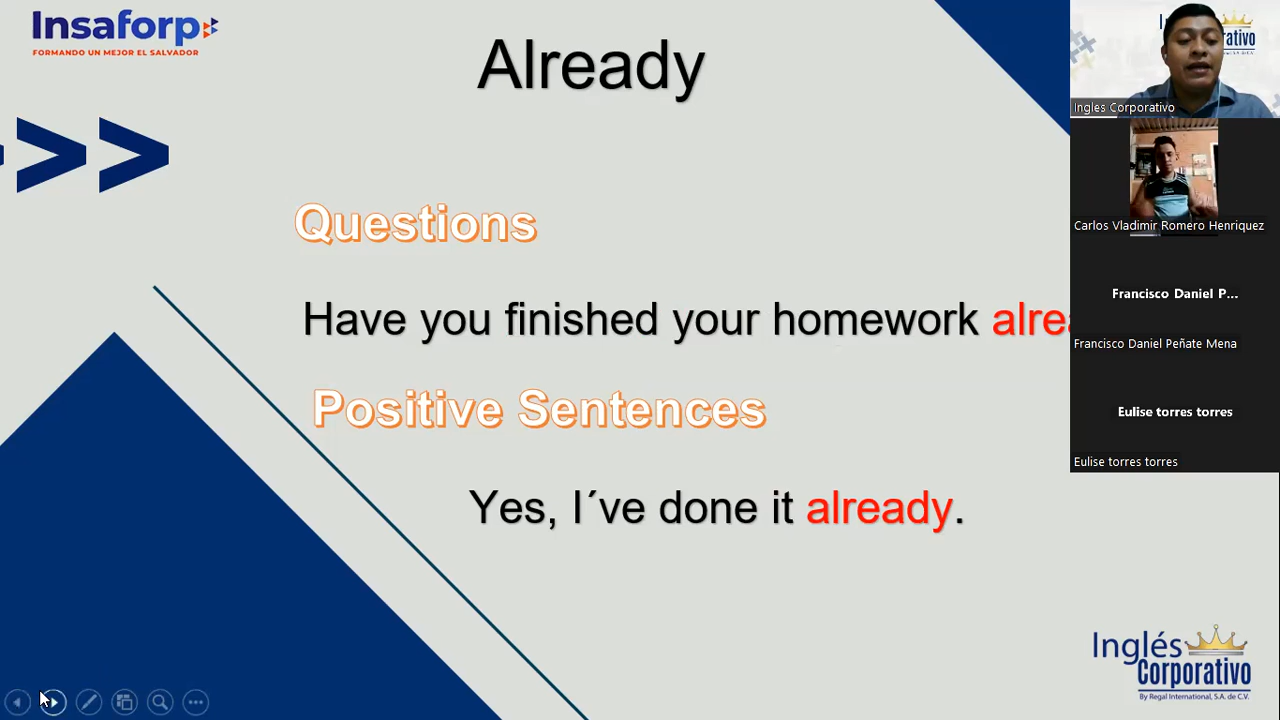 Insaforp
FORMANDO UN MEJOR EL SALVADOR
Already
Questions
Have you finished your homework
Positive Sentences
Yes, I´ve done it already.
Ingles Corporativo
Carlos Vladimir Romero Henriquez
Francisco Daniel P...
Francisco Daniel Peñate Mena
Eulise torres torres
Eulise torres torres
Inglés
Corporativo
By Regal International, S.A. de C.V.